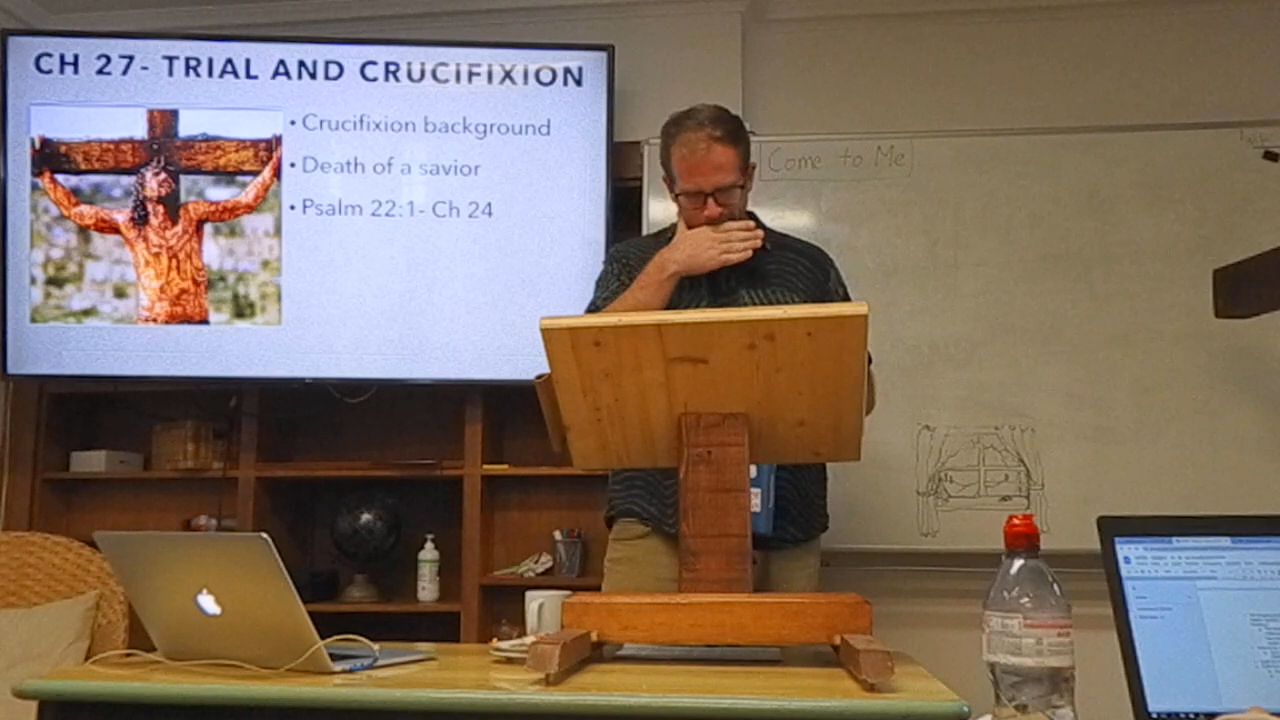 CH 27- TRIAL AND CRUCIFIXION
• Crucifixion background
• Death of a savior
• Psalm 22:1- Ch 24
Come to Me